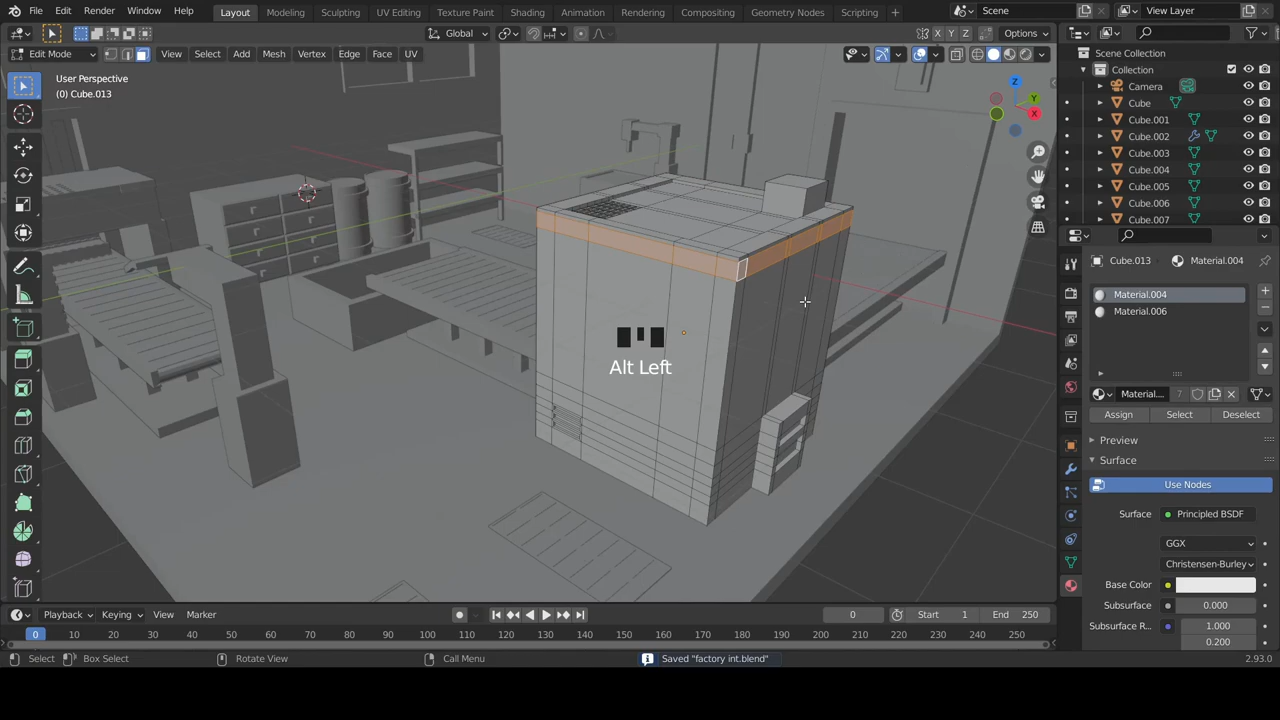 File Edit Render Window Help Layout Modeling Sculpting UV Editing Texture Paint Shading Animation Rendering Compositing Geometry Nodes Scripting + Scene View Layer
Global Options
Edit Mode View Select Add Mesh Vertex Edge Face UV X Y Z
User Perspective
(0) Cube.013
Z
Y
X
Scene Collection
Collection
Camera
Cube
Cube.001
Cube.002
Cube.003
Cube.004
Cube.005
Cube.006
Cube.007
Cube.013 Material.004
Material.004
Material.006
Material... 7
Assign Select Deselect
Preview
Surface
Use Nodes
Surface Principled BSDF
GGX
Christensen-Burley
Base Color
Subsurface 0.000
Subsurface R... 1.000
0.200
Alt Left
Playback Keying View Marker 0 Start 1 End 250
0 10 20 30 40 50 60 70 80 90 100 110 120 130 140 150 160 170 180 190 200 210 220 230 240 250
Select Box Select Rotate View Call Menu Saved "factory int.blend" 2.93.0